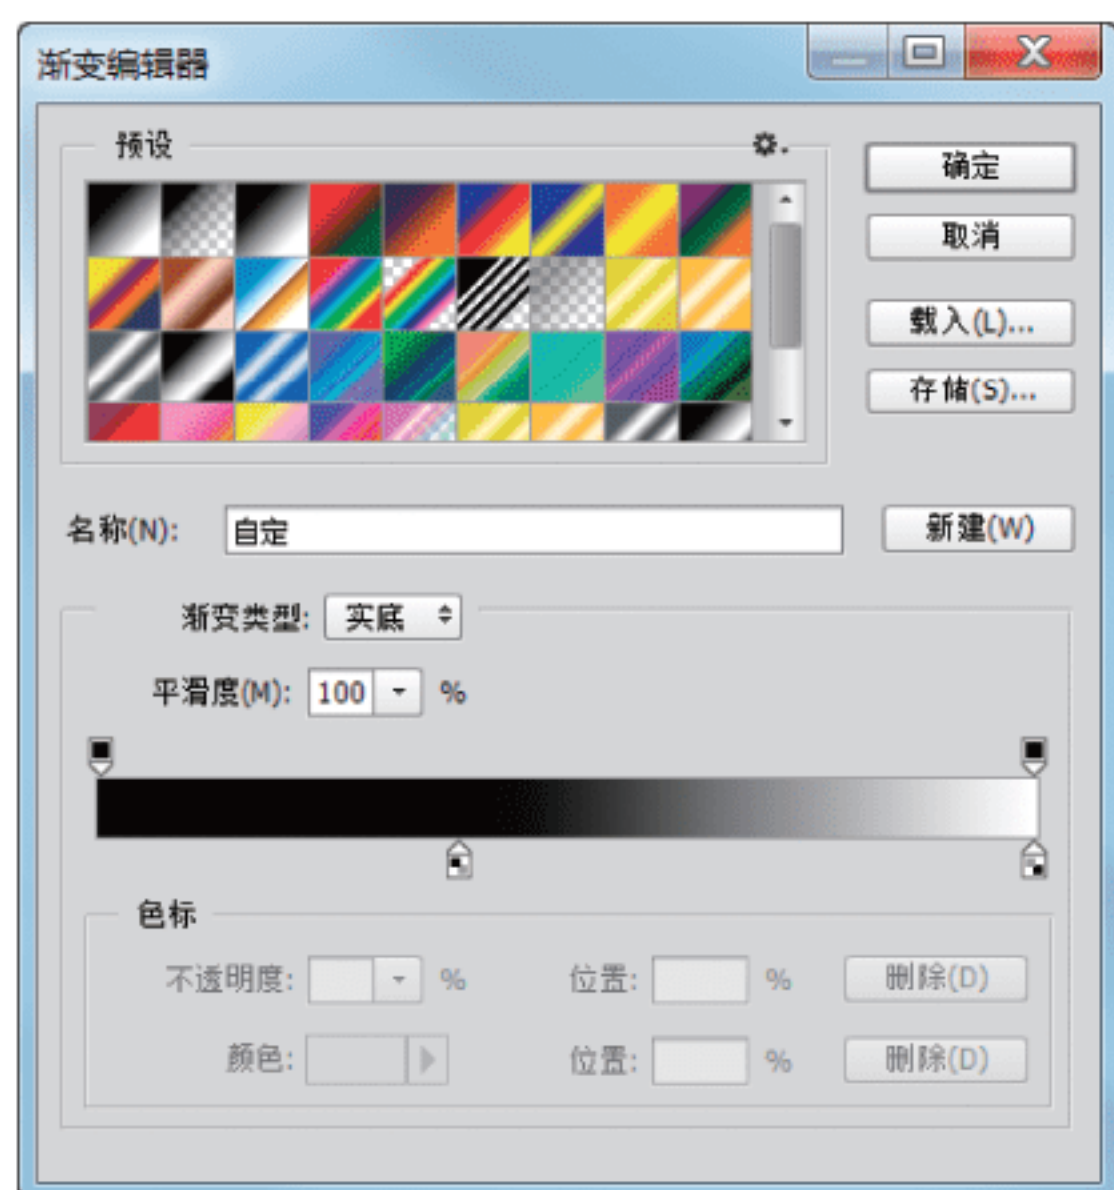 渐变编辑器
预设
确定
取消
载入(L)...
存储(S)...
名称(N): 自定 新建(W)
渐变类型: 实底
平滑度(M): 100 %
色标
不透明度: % 位置: % 删除(D)
颜色: 位置: % 删除(D)